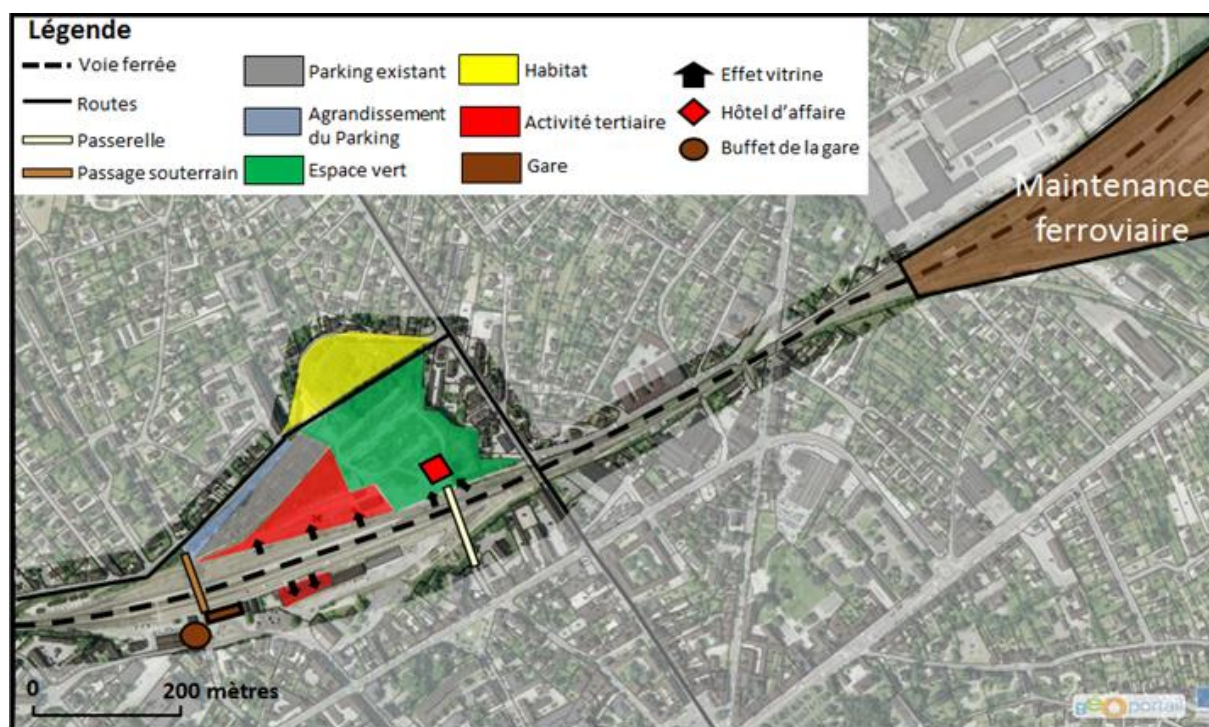 Légende
Voie ferrée
Routes
Passerelle
Passage souterrain
Parking existant
Agrandissement
du Parking
Espace vert
Habitat
Activité tertiaire
Gare
Effet vitrine
Hôtel d'affaire
Buffet de la gare
Maintenance
ferroviaire
0
200 mètres
geoportail